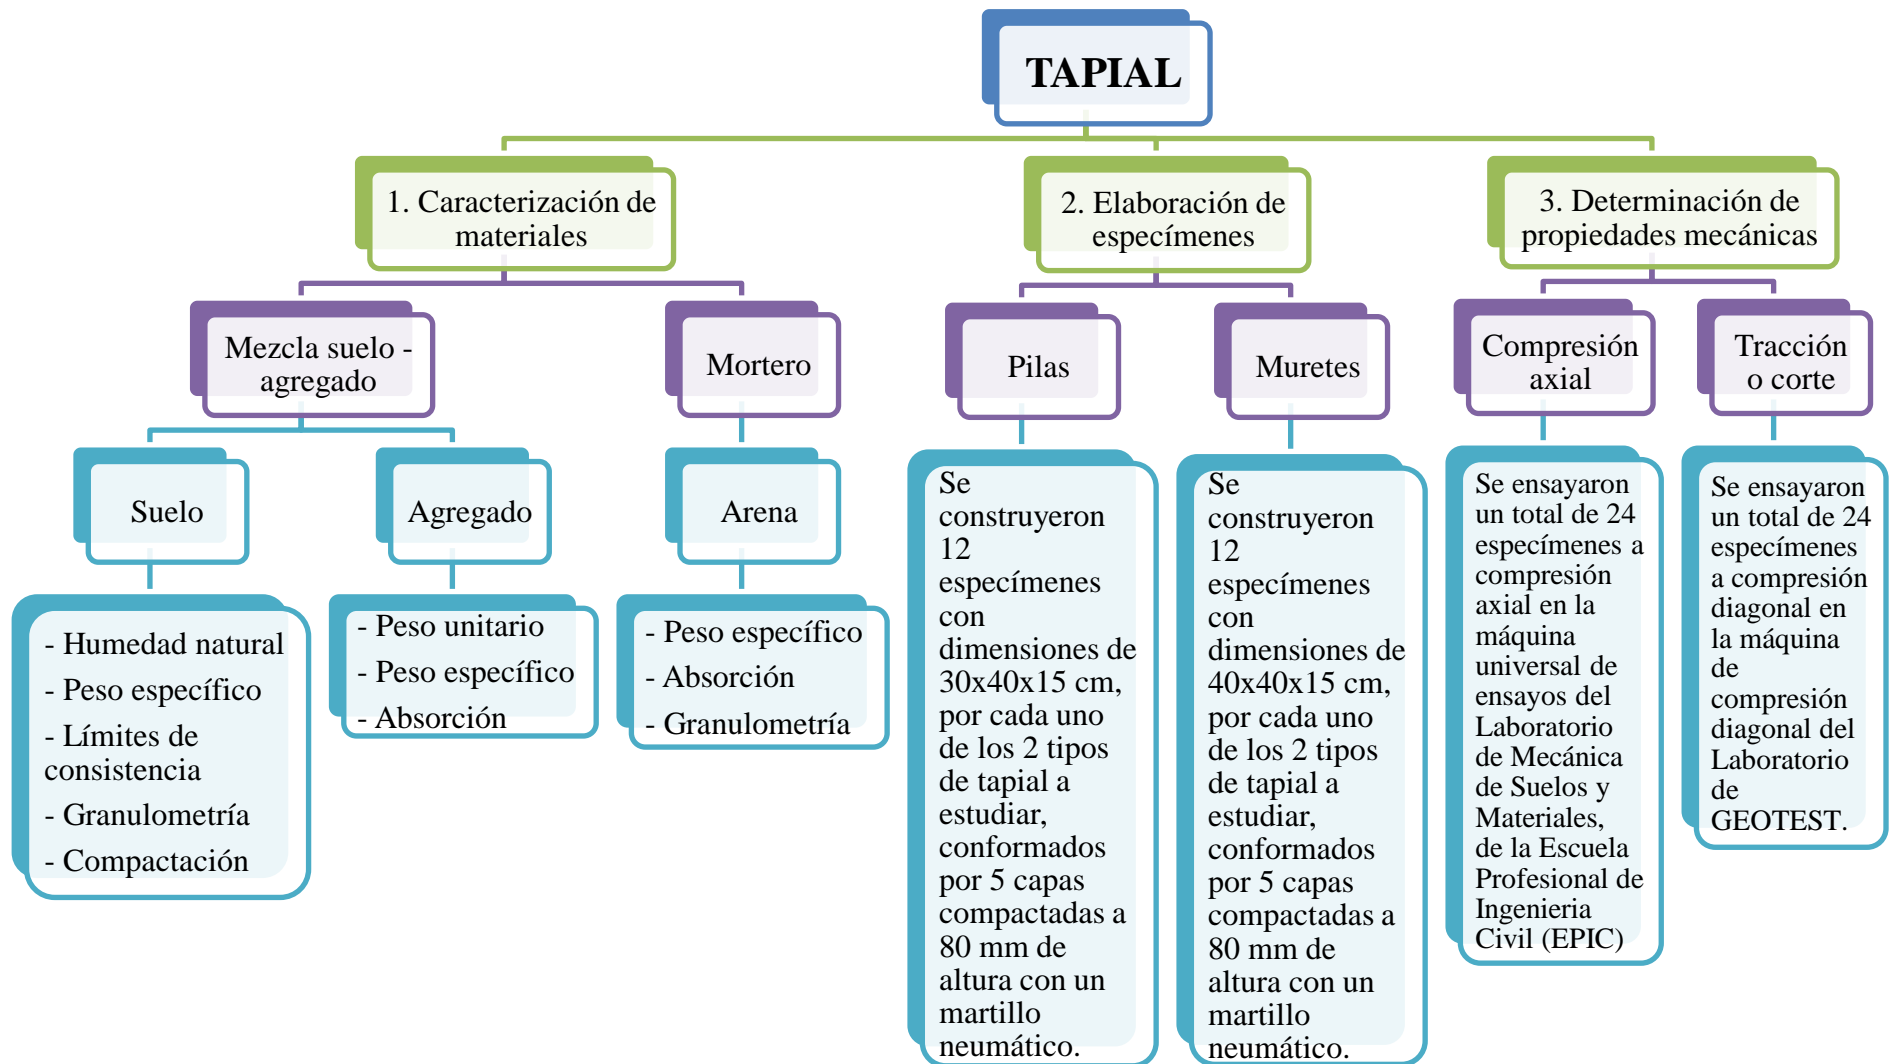 TAPIAL
1. Caracterización de
materiales
2. Elaboración de
especímenes
3. Determinación de
propiedades mecánicas
Mezcla suelo -
agregado
Mortero
Pilas
Muretes
Compresión
axial
Tracción
o corte
Suelo
Agregado
Arena
- Humedad natural
- Peso específico
- Límites de
consistencia
- Granulometría
- Compactación
- Peso unitario
- Peso específico
- Absorción
- Peso específico
- Absorción
- Granulometría
Se
construyeron
12
especímenes
con
dimensiones de
30x40x15 cm,
por cada uno
de los 2 tipos
de tapial a
estudiar,
conformados
por 5 capas
compactadas a
80 mm de
altura con un
martillo
neumático.
Se
construyeron
12
especímenes
con
dimensiones de
40x40x15 cm,
por cada uno
de los 2 tipos
de tapial a
estudiar,
conformados
por 5 capas
compactadas a
80 mm de
altura con un
martillo
neumático.
Se ensayaron
un total de 24
especímenes a
compresión
axial en la
máquina
universal de
ensayos del
Laboratorio
de Mecánica
de Suelos y
Materiales,
de la Escuela
Profesional de
Ingenieria
Civil (EPIC)
Se ensayaron
un total de 24
especímenes
a compresión
diagonal en
la máquina
de
compresión
diagonal del
Laboratorio
de
GEOTEST.